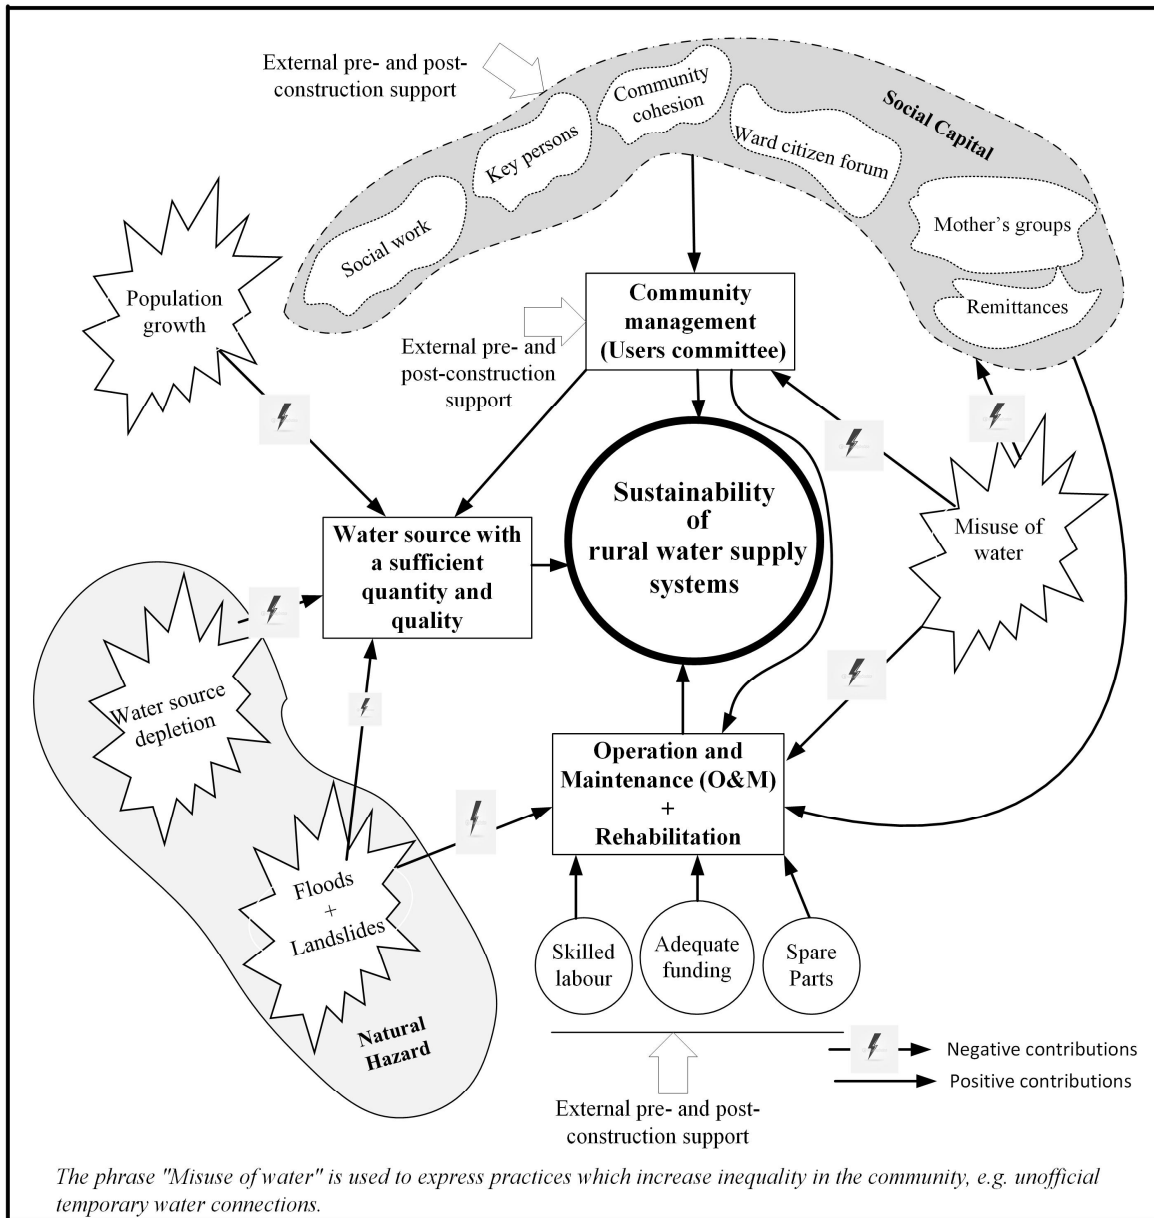 External pre- and post-
construction support
Community
cohesion
Social Capital
Key persons
Ward citizen forum
Social work
Mother's groups
Remittances
Population
growth
Community
management
(Users committee)
External pre- and
post-construction
support
Sustainability
of
rural water supply
systems
Misuse of
water
Water source with
a sufficient
quantity and
quality
Water source
depletion
Operation and
Maintenance (O&M)
+
Rehabilitation
Floods
+
Landslides
Skilled
labour
Adequate
funding
Spare
Parts
Natural
Hazard
Negative contributions
Positive contributions
External pre- and post-
construction support
The phrase "Misuse of water" is used to express practices which increase inequality in the community, e.g. unofficial
temporary water connections.